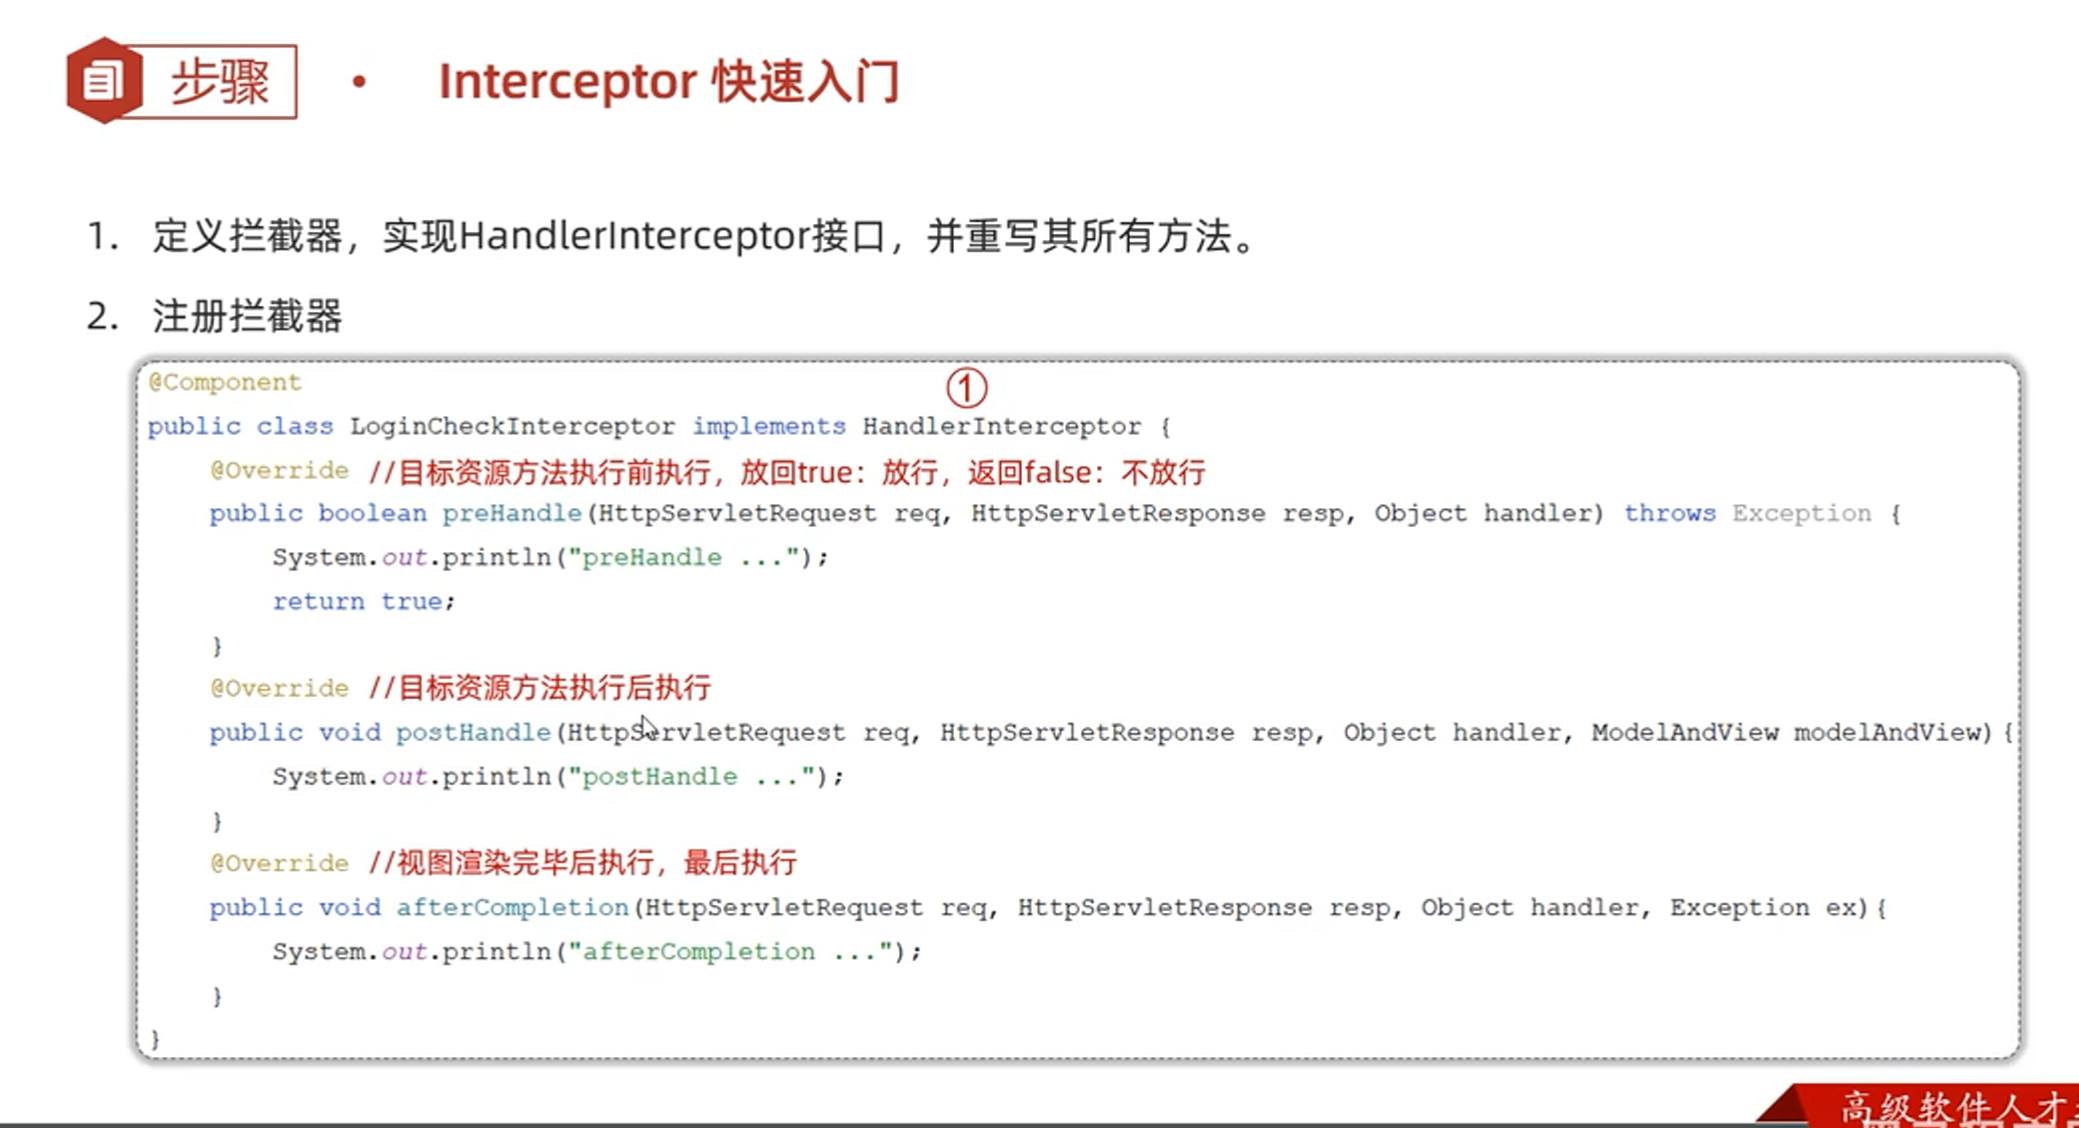 步骤 • Interceptor 快速入门
1. 定义拦截器，实现HandlerInterceptor接口，并重写其所有方法。
2. 注册拦截器
@Component
①
public class LoginCheckInterceptor implements HandlerInterceptor {
@Override //目标资源方法执行前执行，放回true：放行，返回false：不放行
public boolean preHandle(HttpServletRequest req, HttpServletResponse resp, Object handler) throws Exception {
System.out.println("preHandle ...");
return true;
}
@Override //目标资源方法执行后执行
public void postHandle(HttpServletRequest req, HttpServletResponse resp, Object handler, ModelAndView modelAndView) {
System.out.println("postHandle ...");
}
@Override //视图渲染完毕后执行，最后执行
public void afterCompletion(HttpServletRequest req, HttpServletResponse resp, Object handler, Exception ex){
System.out.println("afterCompletion ...");
}
}
高级软件人才